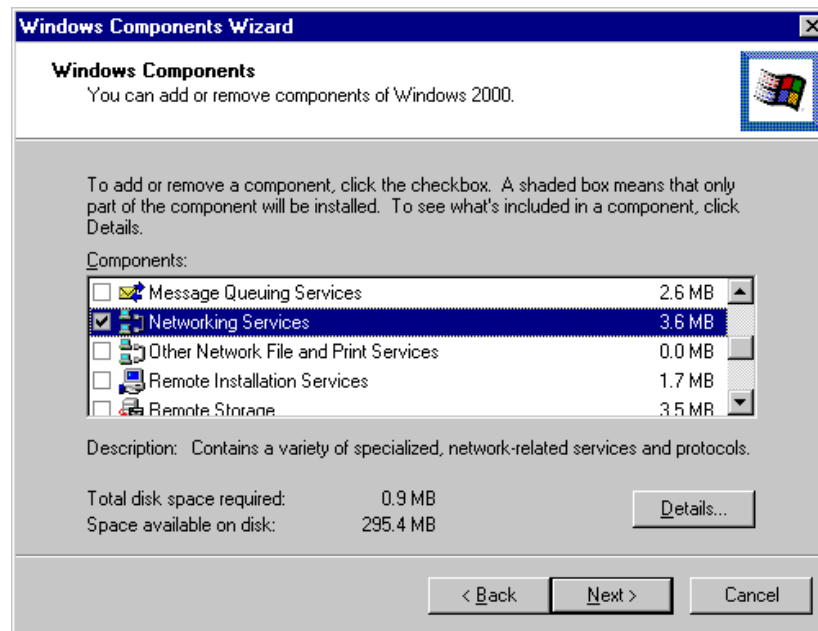 Windows Components Wizard
Windows Components
You can add or remove components of Windows 2000.
To add or remove a component, click the checkbox. A shaded box means that only
part of the component will be installed. To see what's included in a component, click
Details.
Components:
Message Queuing Services 2.6 MB
Networking Services 3.6 MB
Other Network File and Print Services 0.0 MB
Remote Installation Services 1.7 MB
Remote Storage 3.5 MB
Description: Contains a variety of specialized, network-related services and protocols.
Total disk space required: 0.9 MB
Space available on disk: 295.4 MB
Details...
< Back Next > Cancel